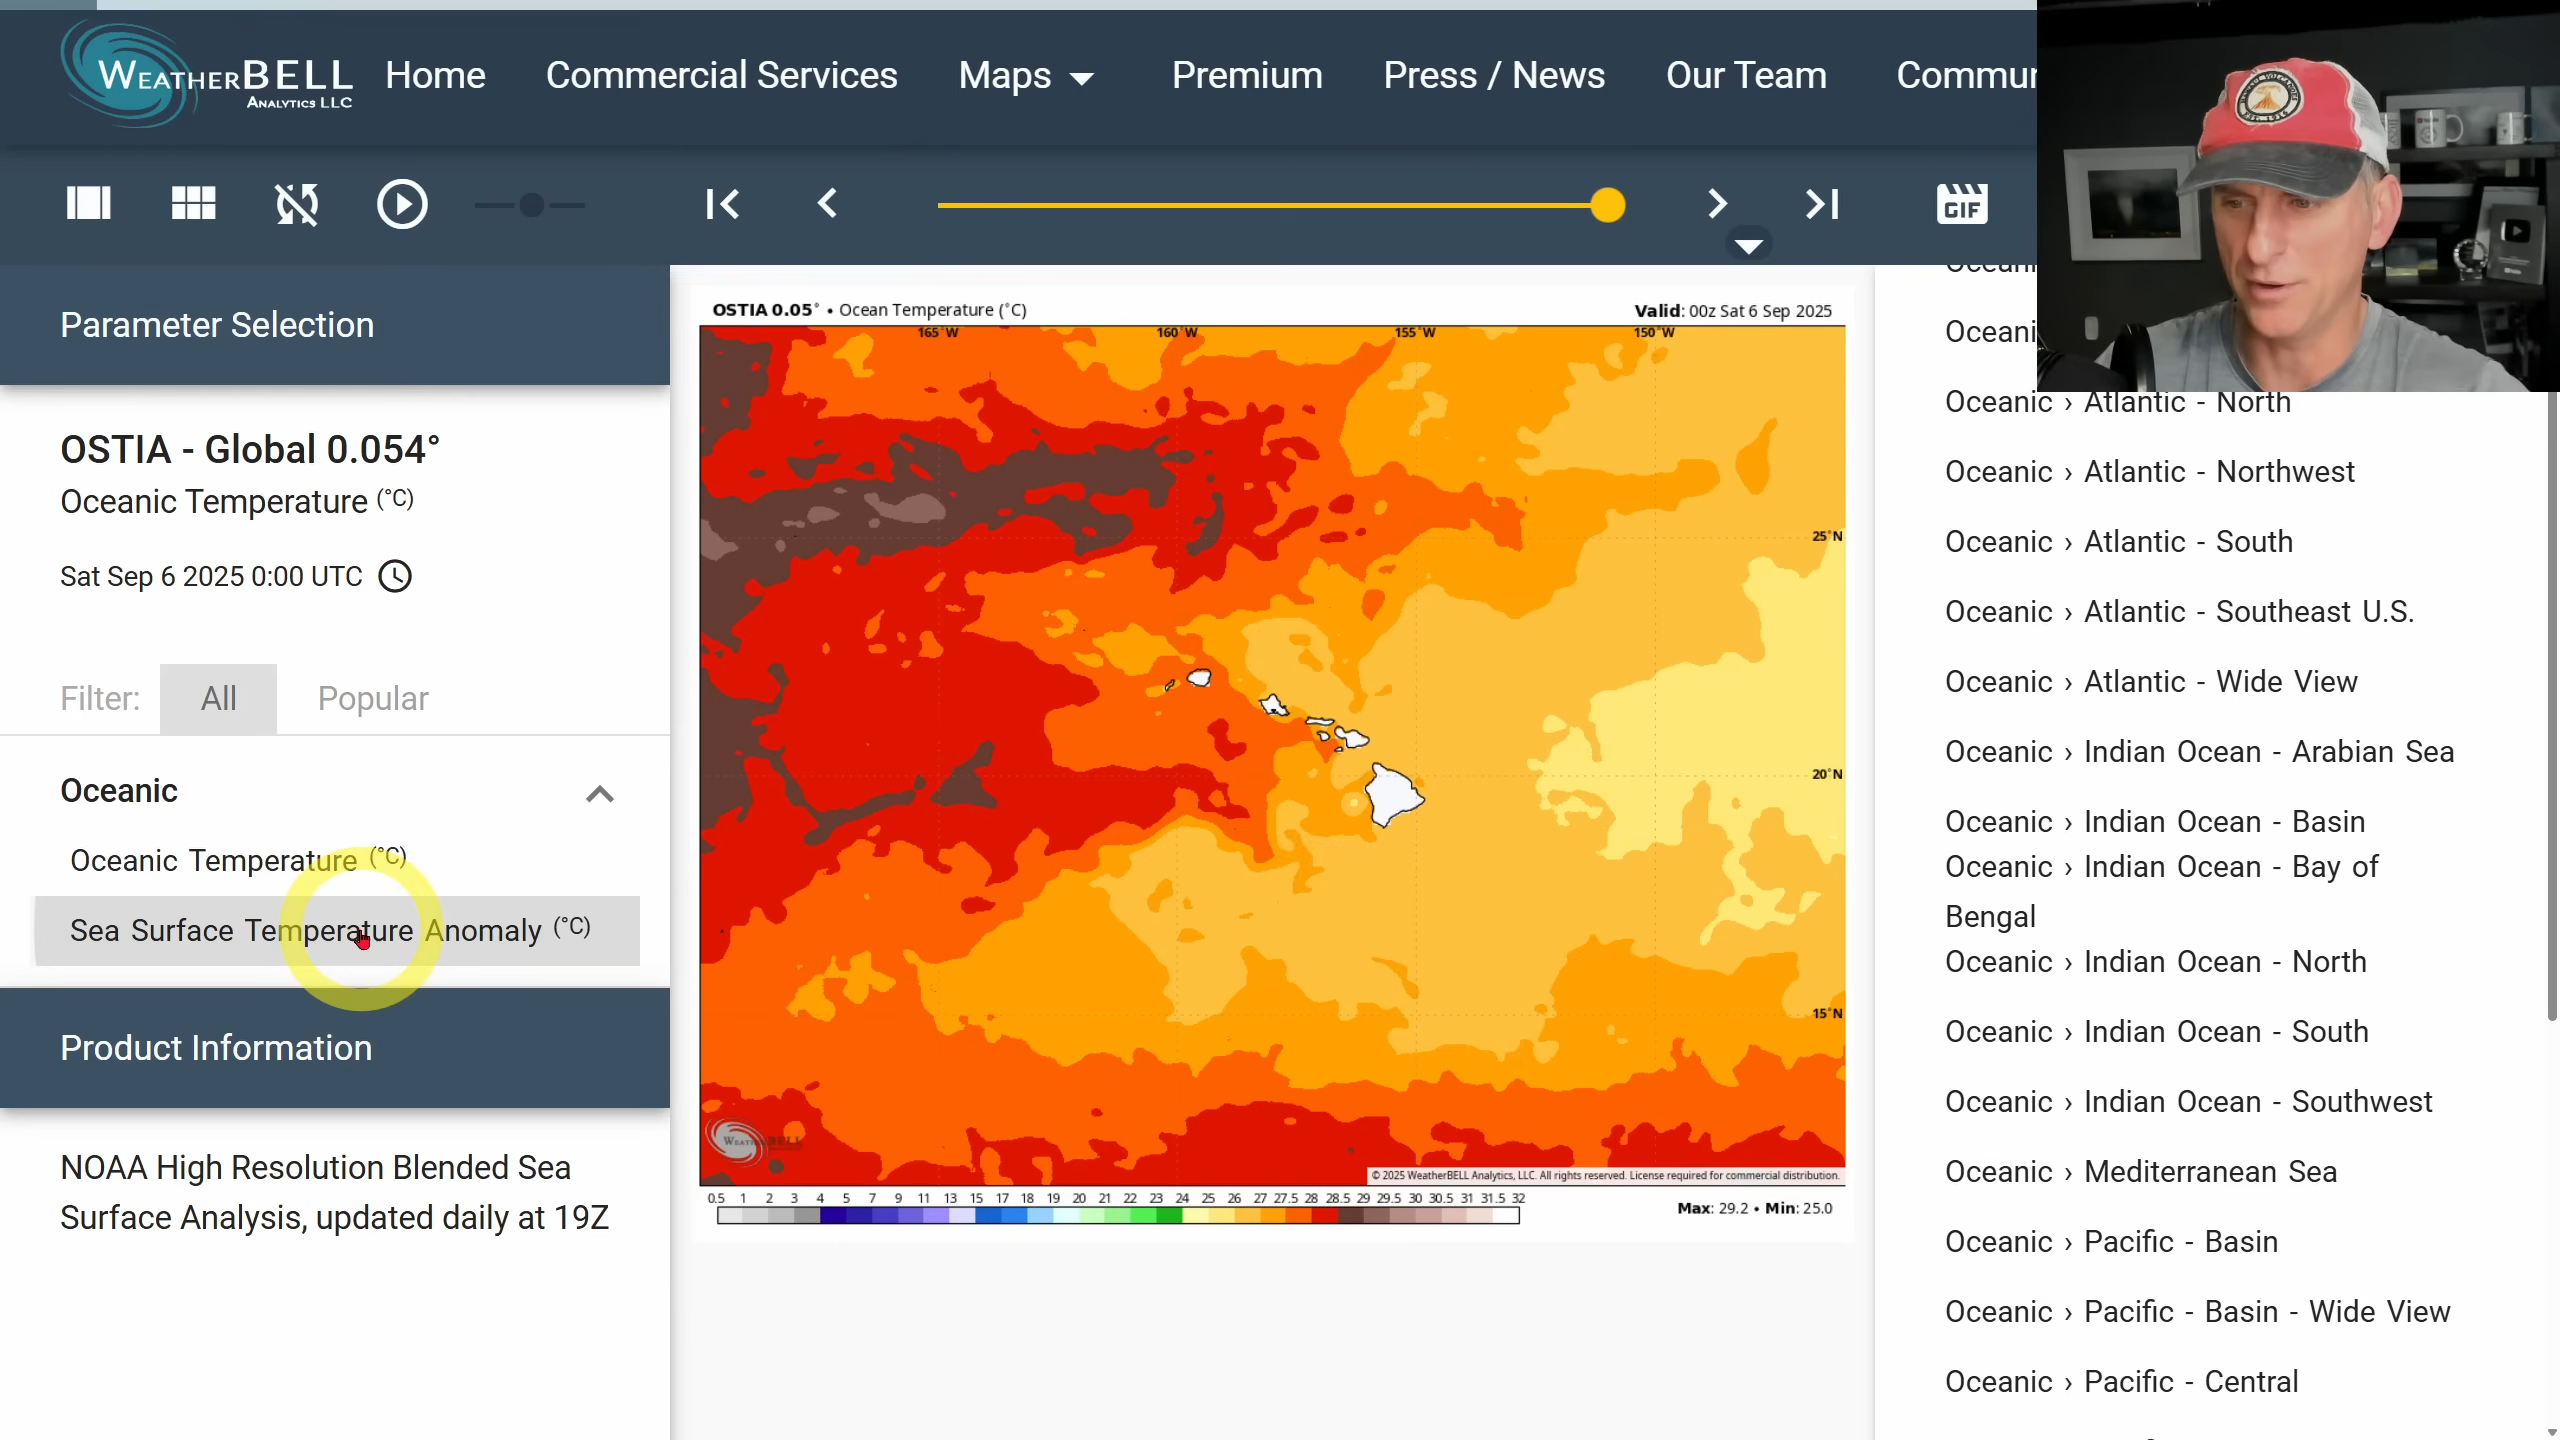 WEATHERBELL
ANALYTICS LLC
Home
Commercial Services
Maps
Premium
Press / News
Our Team
GIF
Parameter Selection
OSTIA - Global 0.054°
Oceanic Temperature (°C)
Sat Sep 6 2025 0:00 UTC
Filter:
All
Popular
Oceanic
Oceanic Temperature (°C)
Sea Surface Temperature Anomaly (°C)
Product Information
NOAA High Resolution Blended Sea
Surface Analysis, updated daily at 19Z
OSTIA 0.05° • Ocean Temperature (°C)
Valid: 00z Sat 6 Sep 2025
165°W 160°W 155°W 150°W
25°N
20°N
15°N
WEATHERBELL
© 2025 WeatherBELL Analytics, LLC. All rights reserved. License required for commercial distribution.
0.5 1 2 3 4 5 7 9 11 13 15 17 18 19 20 21 22 23 24 25 26 27 27.5 28 28.5 29 29.5 30 30.5 31 31.5 32
Max: 29.2 • Min: 25.0
Oceanic › Atlantic - North
Oceanic › Atlantic - Northwest
Oceanic › Atlantic - South
Oceanic › Atlantic - Southeast U.S.
Oceanic › Atlantic - Wide View
Oceanic › Indian Ocean - Arabian Sea
Oceanic › Indian Ocean - Basin
Oceanic › Indian Ocean - Bay of
Bengal
Oceanic › Indian Ocean - North
Oceanic › Indian Ocean - South
Oceanic › Indian Ocean - Southwest
Oceanic › Mediterranean Sea
Oceanic › Pacific - Basin
Oceanic › Pacific - Basin - Wide View
Oceanic › Pacific - Central